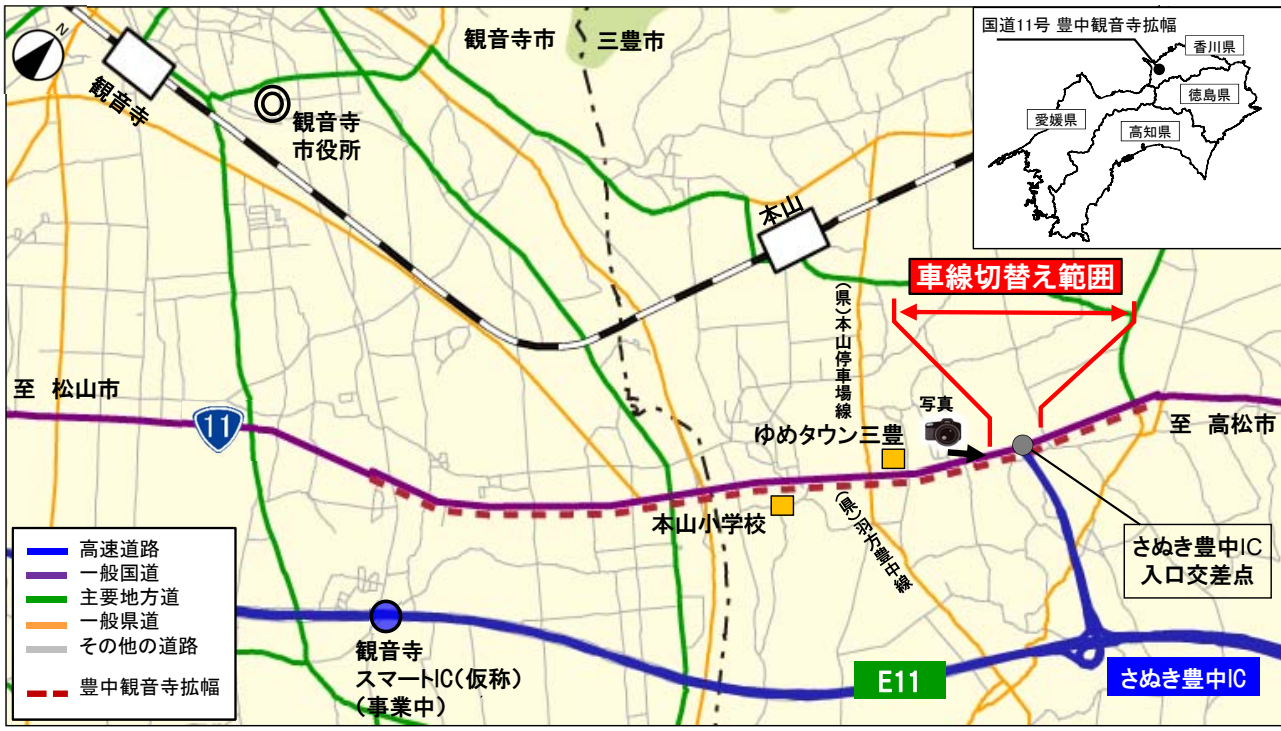 N
観音寺
観音寺
市役所
観音寺市
三豊市
国道11号 豊中観音寺拡幅
香川県
徳島県
愛媛県
高知県
本山
車線切替え範囲
(県)本山停車場線
至 松山市
11
写真
ゆめタウン三豊
至 高松市
本山小学校
(県)羽方豊中線
さぬき豊中IC
入口交差点
高速道路
一般国道
主要地方道
一般県道
その他の道路
豊中観音寺拡幅
観音寺
スマートIC(仮称)
(事業中)
E11
さぬき豊中IC